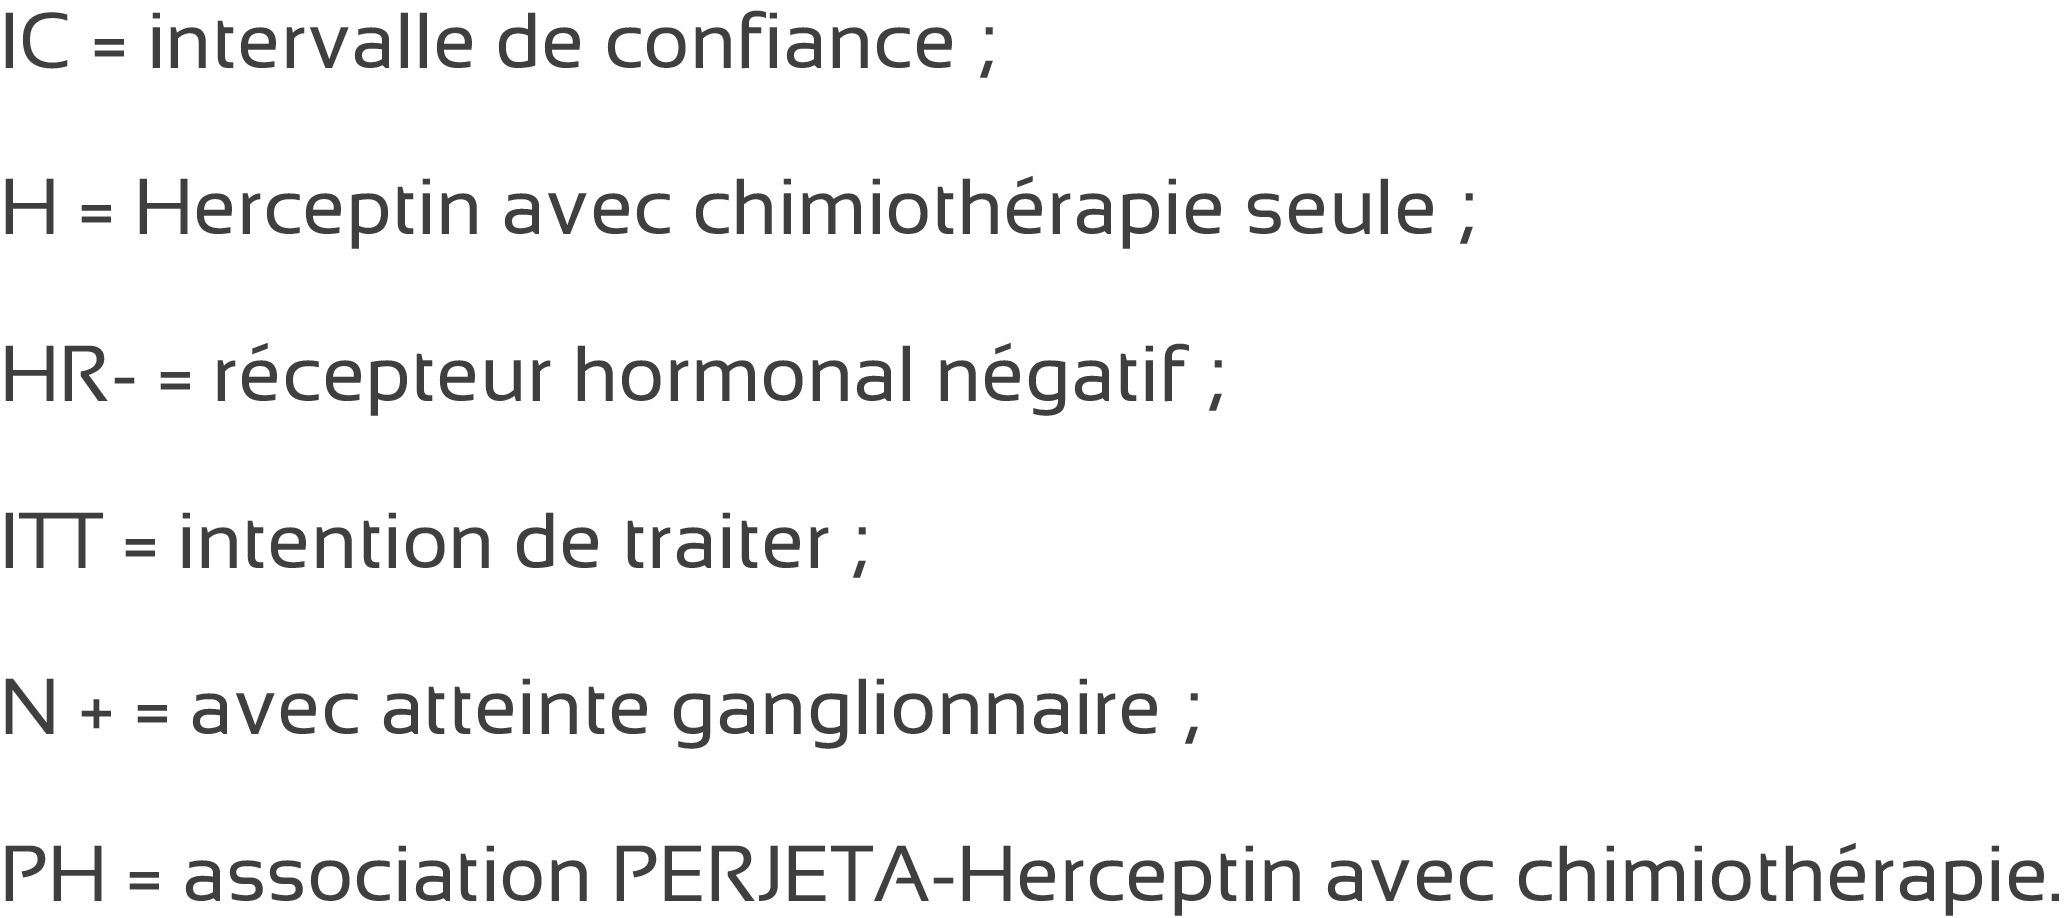 IC = intervalle de confiance ;
H = Herceptin avec chimiothérapie seule ;
HR- = récepteur hormonal négatif ;
ITT = intention de traiter ;
N + = avec atteinte ganglionnaire ;
PH = association PERJETA-Herceptin avec chimiothérapie.